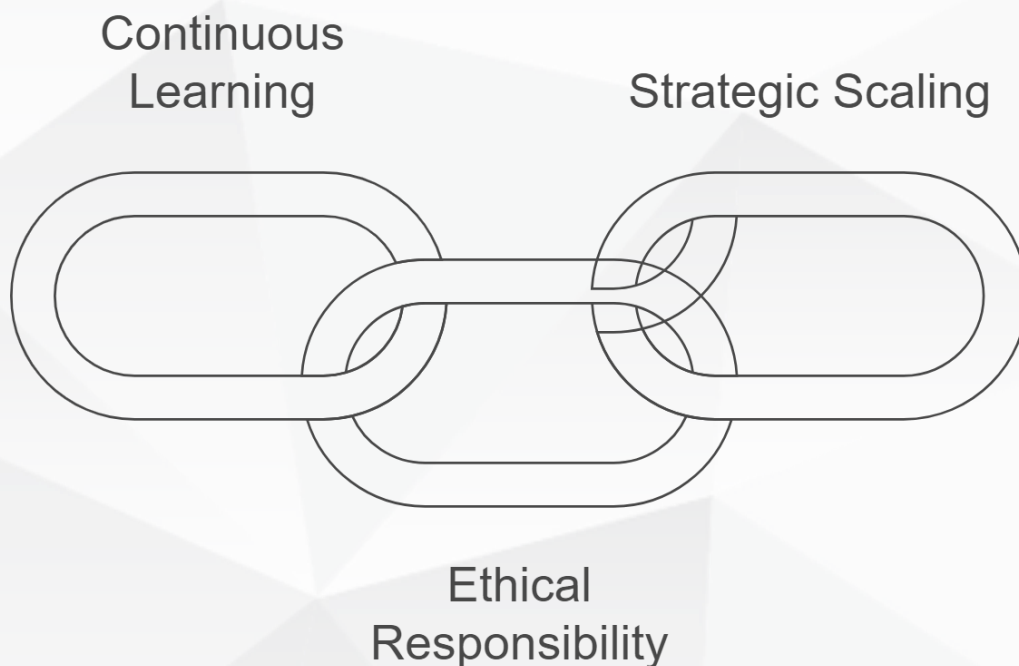 Continuous
Learning
Strategic Scaling
Ethical
Responsibility